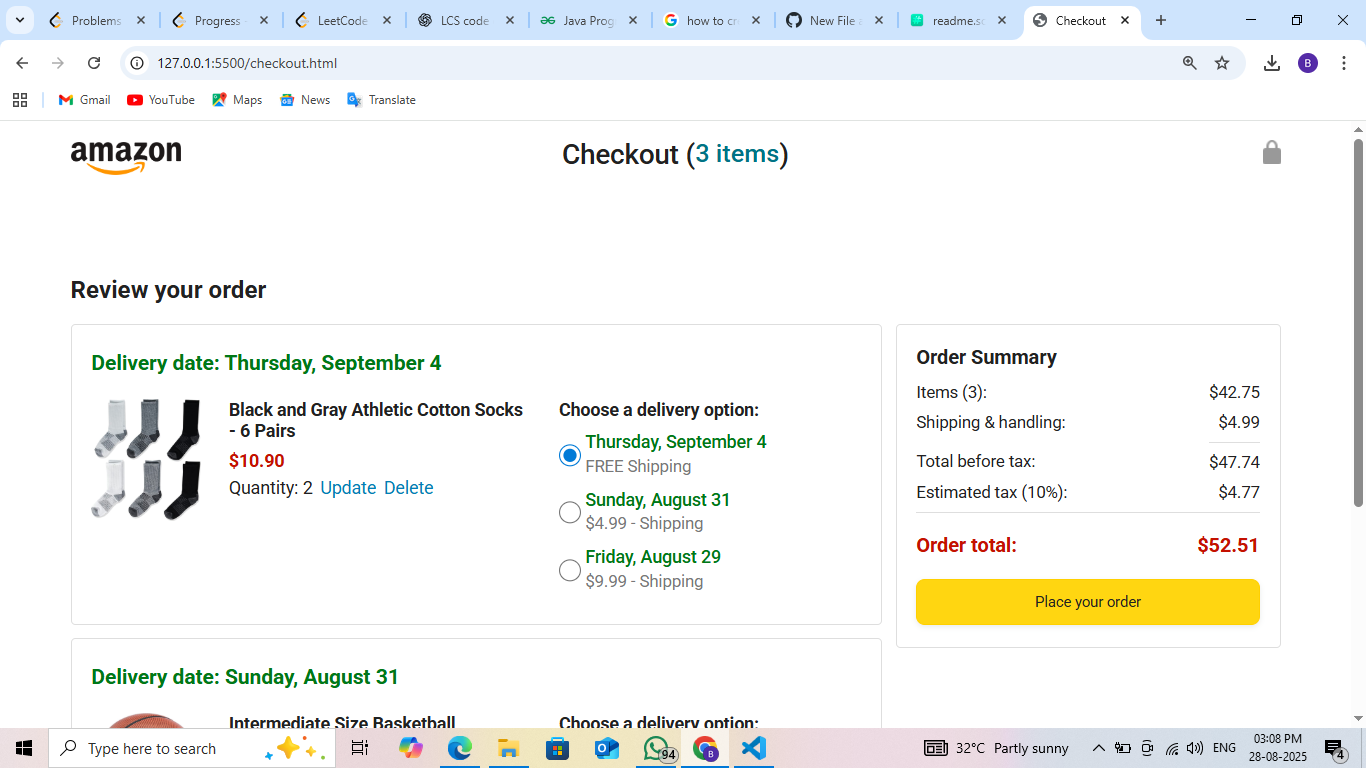 Problems
Progress
LeetCode
LCS code
Java Prog
how to cr
New File
readme.so
Checkout
127.0.0.1:5500/checkout.html
B
Gmail
YouTube
Maps
News
Translate
amazon
Checkout (3 items)
Review your order
Delivery date: Thursday, September 4
Black and Gray Athletic Cotton Socks
- 6 Pairs
$10.90
Quantity: 2 Update Delete
Choose a delivery option:
Thursday, September 4
FREE Shipping
Sunday, August 31
$4.99 - Shipping
Friday, August 29
$9.99 - Shipping
Order Summary
Items (3): $42.75
Shipping & handling: $4.99
Total before tax: $47.74
Estimated tax (10%): $4.77
Order total: $52.51
Place your order
Delivery date: Sunday, August 31
Intermediate Size Basketball
Choose a delivery option:
Type here to search
94
B
32°C Partly sunny
ENG
03:08 PM
28-08-2025
4